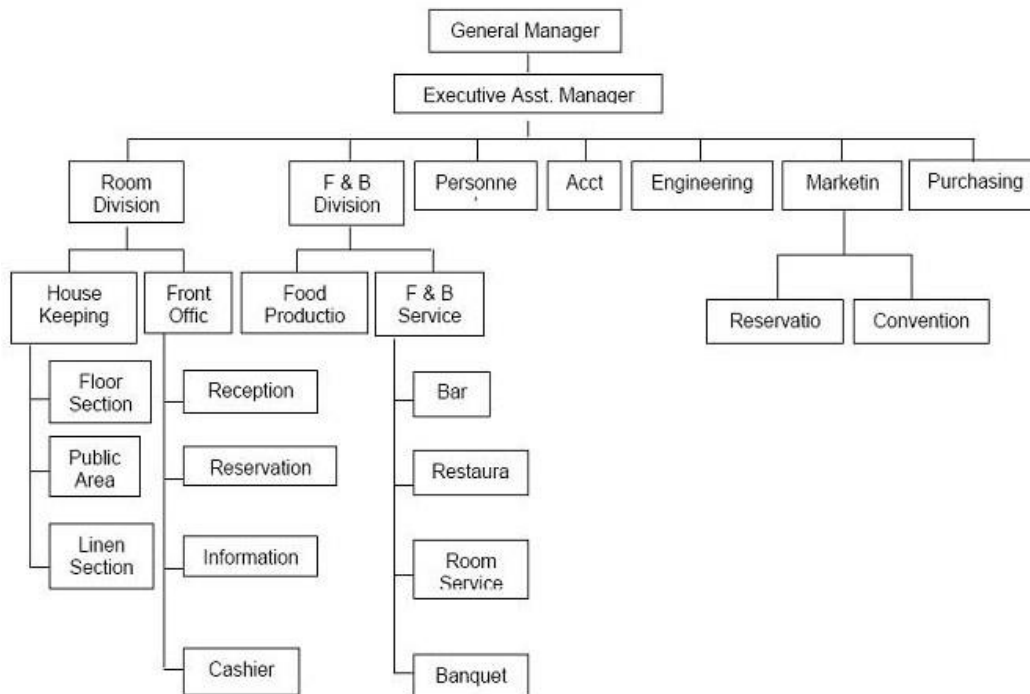 General Manager
Executive Asst. Manager
Room
Division
F & B
Division
Personne
Acct
Engineering
Marketin
Purchasing
House
Keeping
Front
Offic
Food
Productio
F & B
Service
Reservatio
Convention
Floor
Section
Reception
Bar
Public
Area
Reservation
Restaura
Linen
Section
Information
Room
Service
Cashier
Banquet